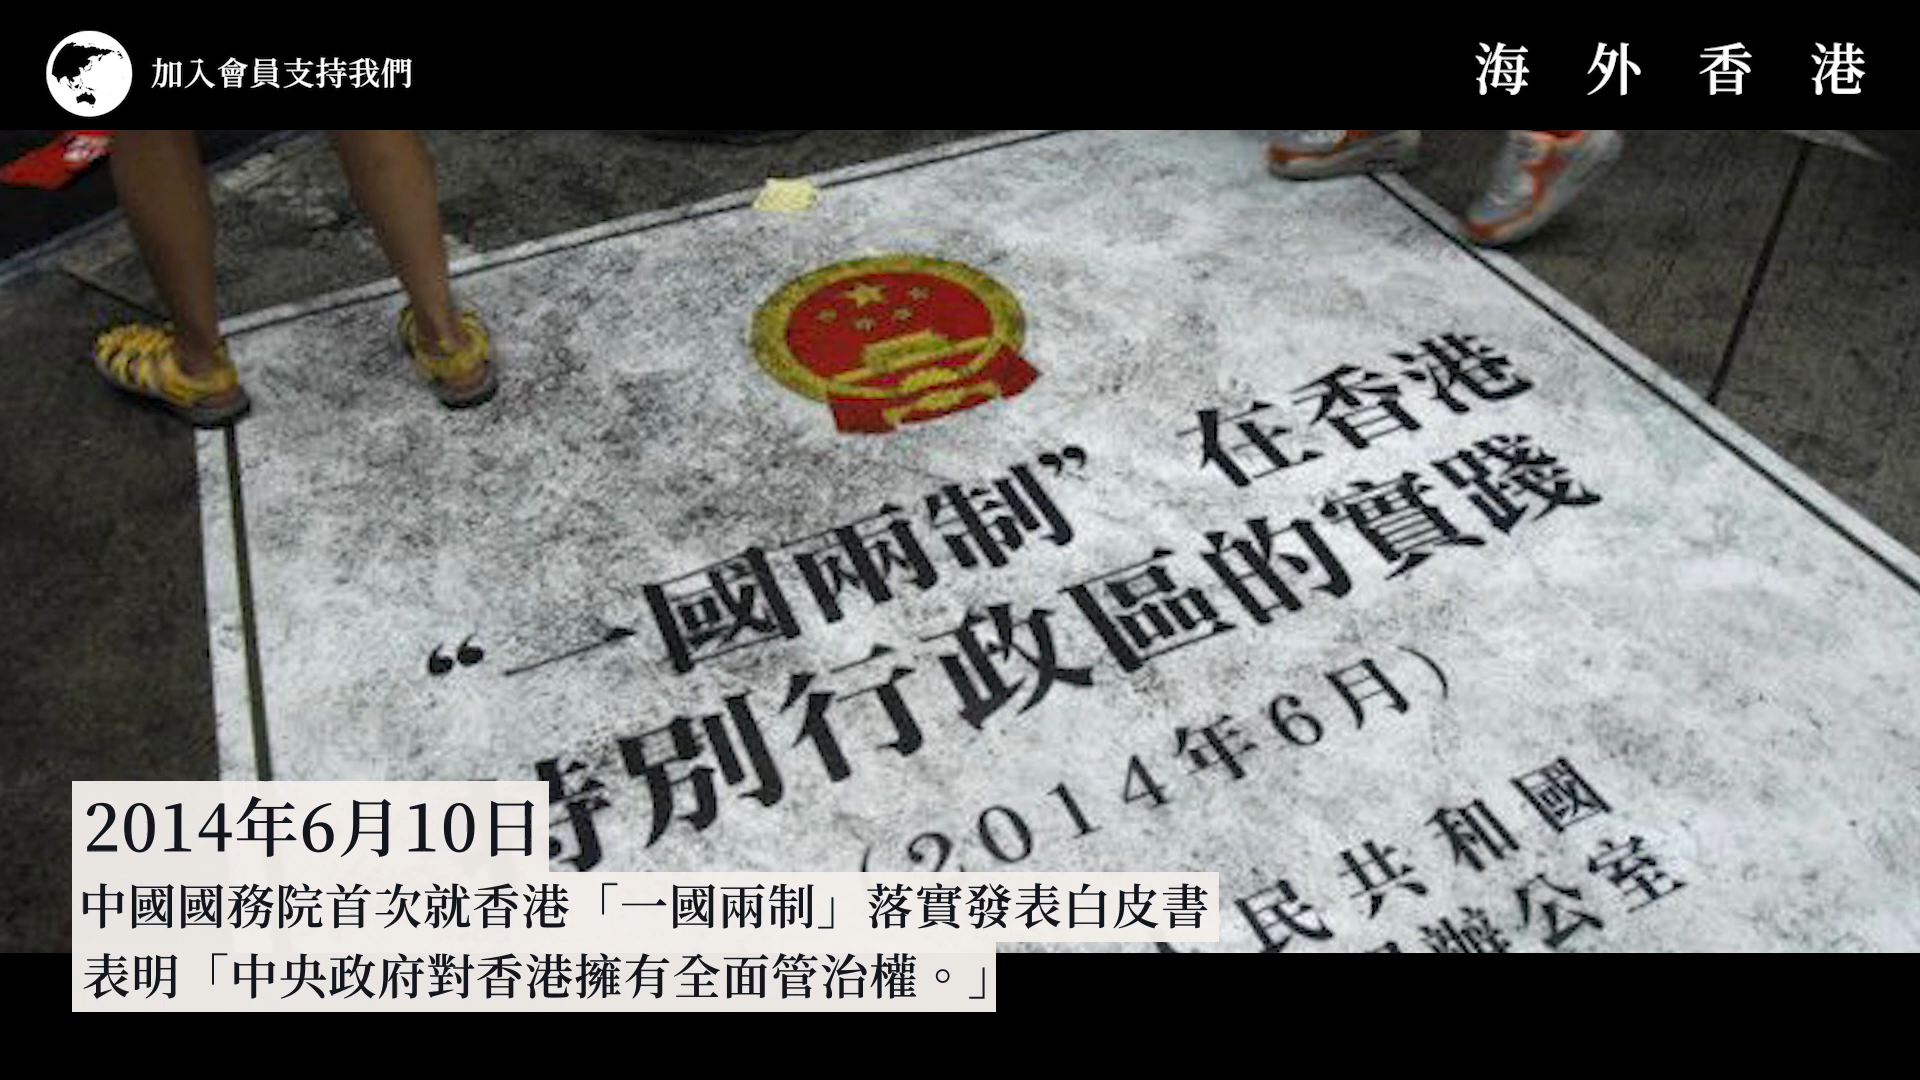 加入會員支持我們
海外香港
“一國兩制”在香港
特別行政區的實踐
（2014年6月）
民共和國
辦公室
2014年6月10日
中國國務院首次就香港「一國兩制」落實發表白皮書
表明「中央政府對香港擁有全面管治權。」